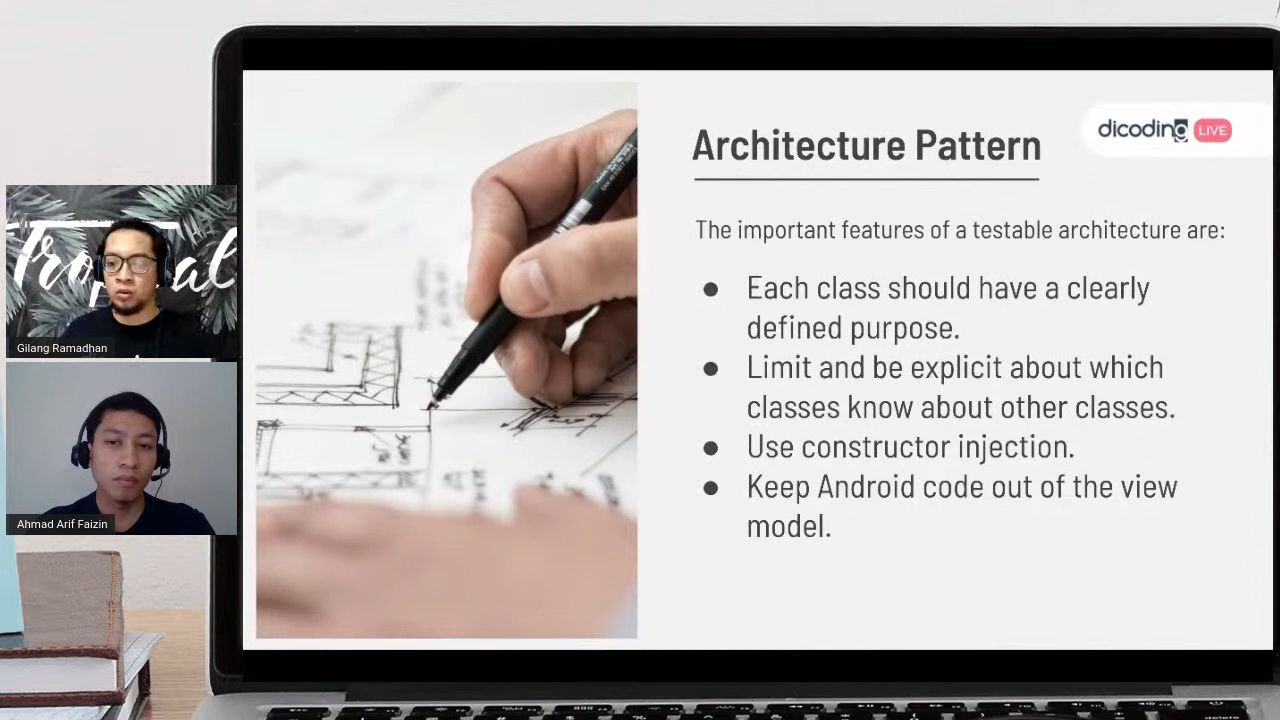 Architecture Pattern
dicoding LIVE
The important features of a testable architecture are:
● Each class should have a clearly
defined purpose.
● Limit and be explicit about which
classes know about other classes.
● Use constructor injection.
● Keep Android code out of the view
model.
Tropical
Gilang Ramadhan
Ahmad Arif Faizin
delete